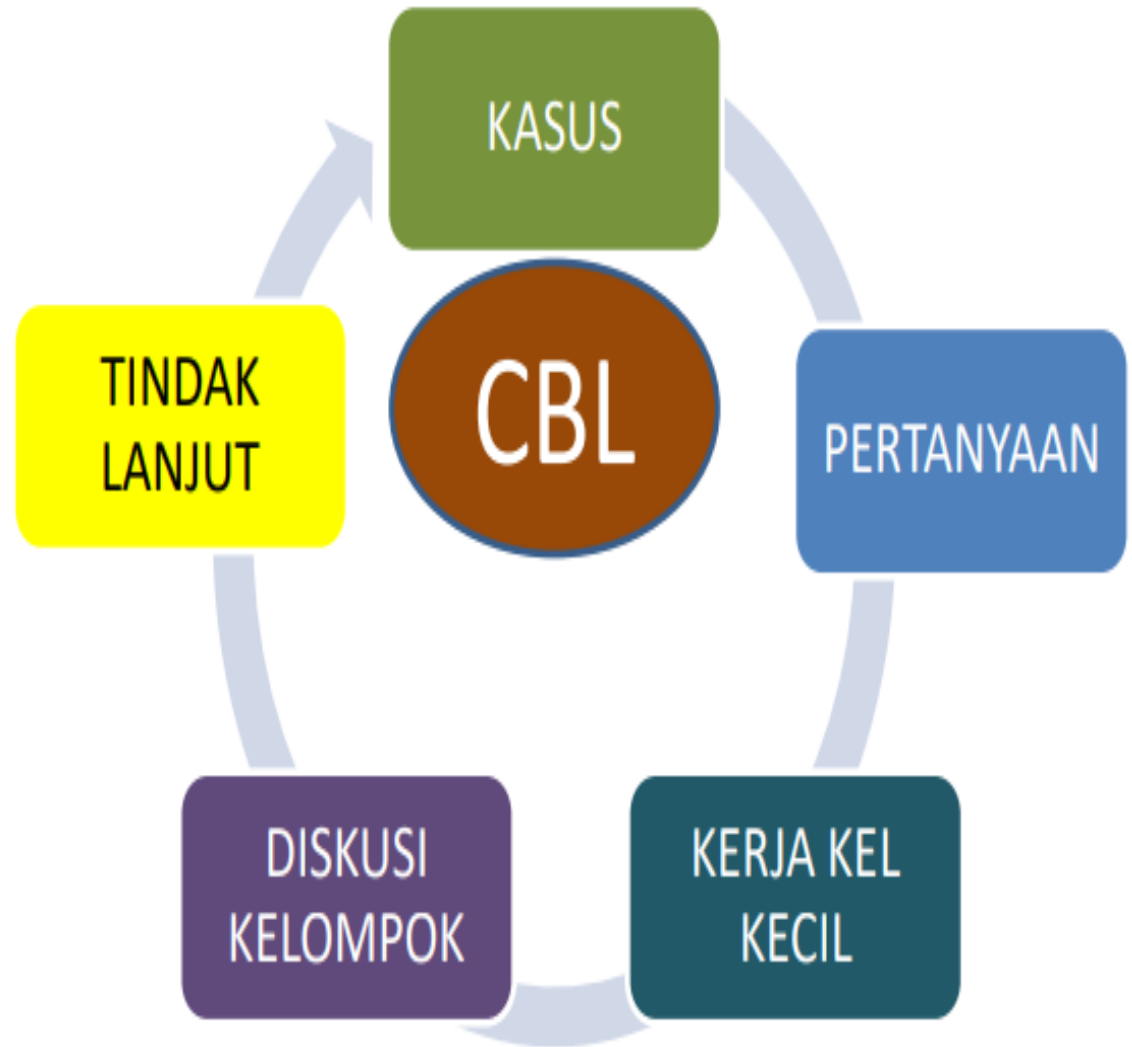 KASUS
CBL
PERTANYAAN
KERJA KEL
KECIL
DISKUSI
KELOMPOK
TINDAK
LANJUT